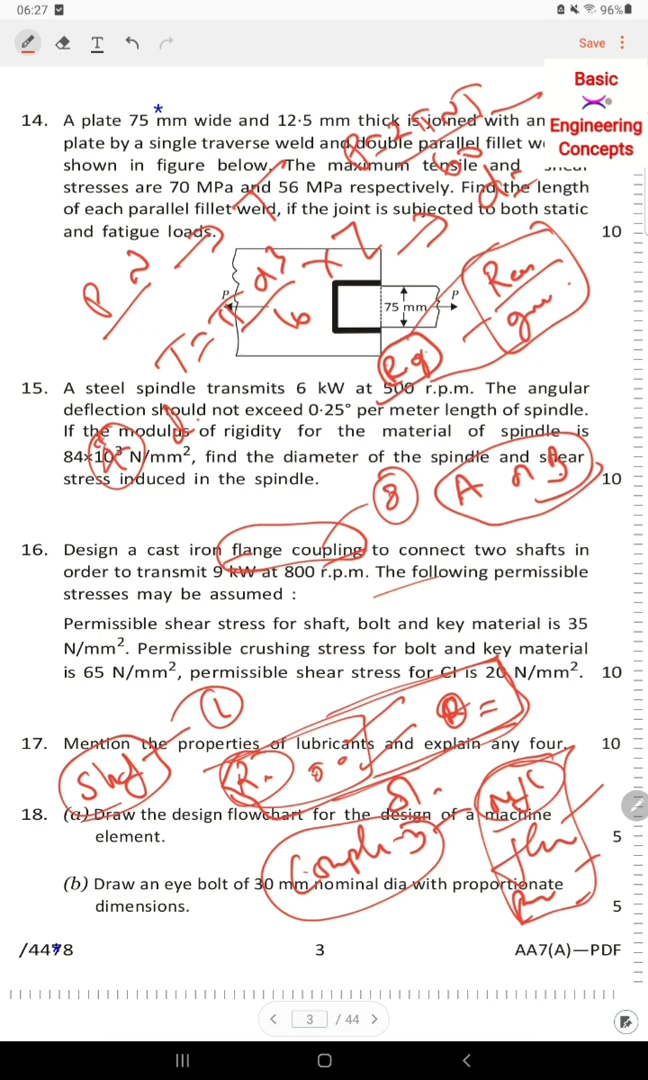 06:27
96%
T
Save
Basic
Engineering
Concepts
*
14. A plate 75 mm wide and 12·5 mm thick is joined with an
plate by a single traverse weld and double parallel fillet w
shown in figure below. The maximum tensile and
stresses are 70 MPa and 56 MPa respectively. Find the length
of each parallel fillet weld, if the joint is subjected to both static
and fatigue loads. 10
P
75 mm
P
15. A steel spindle transmits 6 kW at 500 r.p.m. The angular
deflection should not exceed 0·25° per meter length of spindle.
If the modulus of rigidity for the material of spindle is
84×10³ N/mm², find the diameter of the spindle and shear
stress induced in the spindle. 10
8
A
16. Design a cast iron flange coupling to connect two shafts in
order to transmit 9 kW at 800 r.p.m. The following permissible
stresses may be assumed :
Permissible shear stress for shaft, bolt and key material is 35
N/mm². Permissible crushing stress for bolt and key material
is 65 N/mm², permissible shear stress for CI is 20 N/mm². 10
17. Mention the properties of lubricants and explain any four. 10
18. (a) Draw the design flowchart for the design of a machine
element. 5
(b) Draw an eye bolt of 30 mm nominal dia with proportionate
dimensions. 5
/4478
3
AA7(A)—PDF
< 3 / 44 >